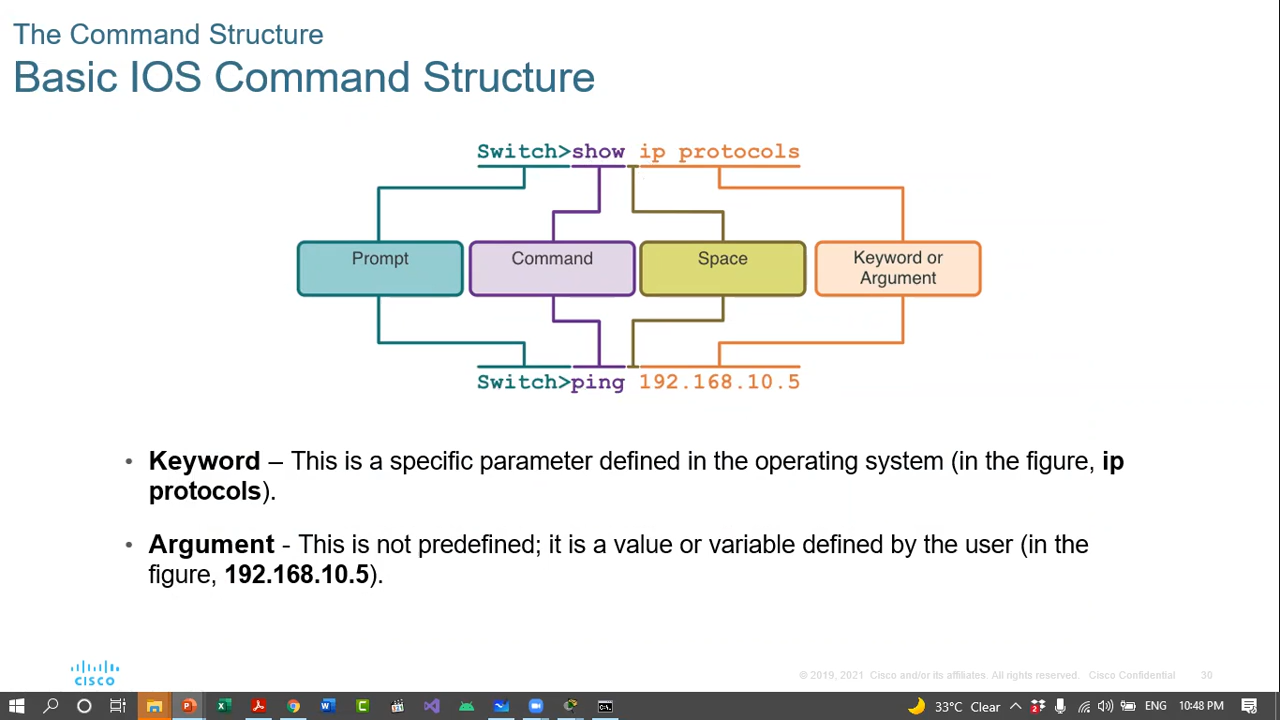 The Command Structure
Basic IOS Command Structure
Switch>show ip protocols
Prompt
Command
Space
Keyword or
Argument
Switch>ping 192.168.10.5
• Keyword – This is a specific parameter defined in the operating system (in the figure, ip
protocols).
• Argument - This is not predefined; it is a value or variable defined by the user (in the
figure, 192.168.10.5).
CISCO
© 2019, 2021 Cisco and/or its affiliates. All rights reserved. Cisco Confidential
30
33°C Clear
ENG
10:48 PM